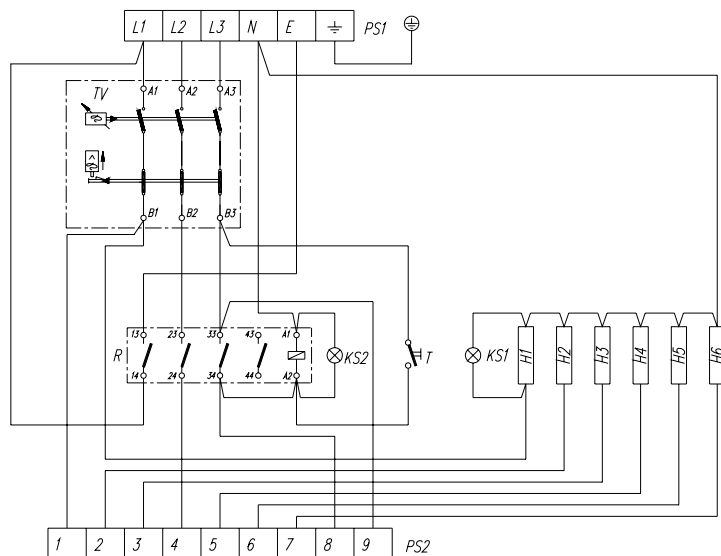 L1 L2 L3 N E PS1
TV A1 A2 A3
B1 B2 B3
13 23 33 43 A1
R KS2 T KS1 H1 H2 H3 H4 H5 H6
14 24 34 44 A2
1 2 3 4 5 6 7 8 9 PS2